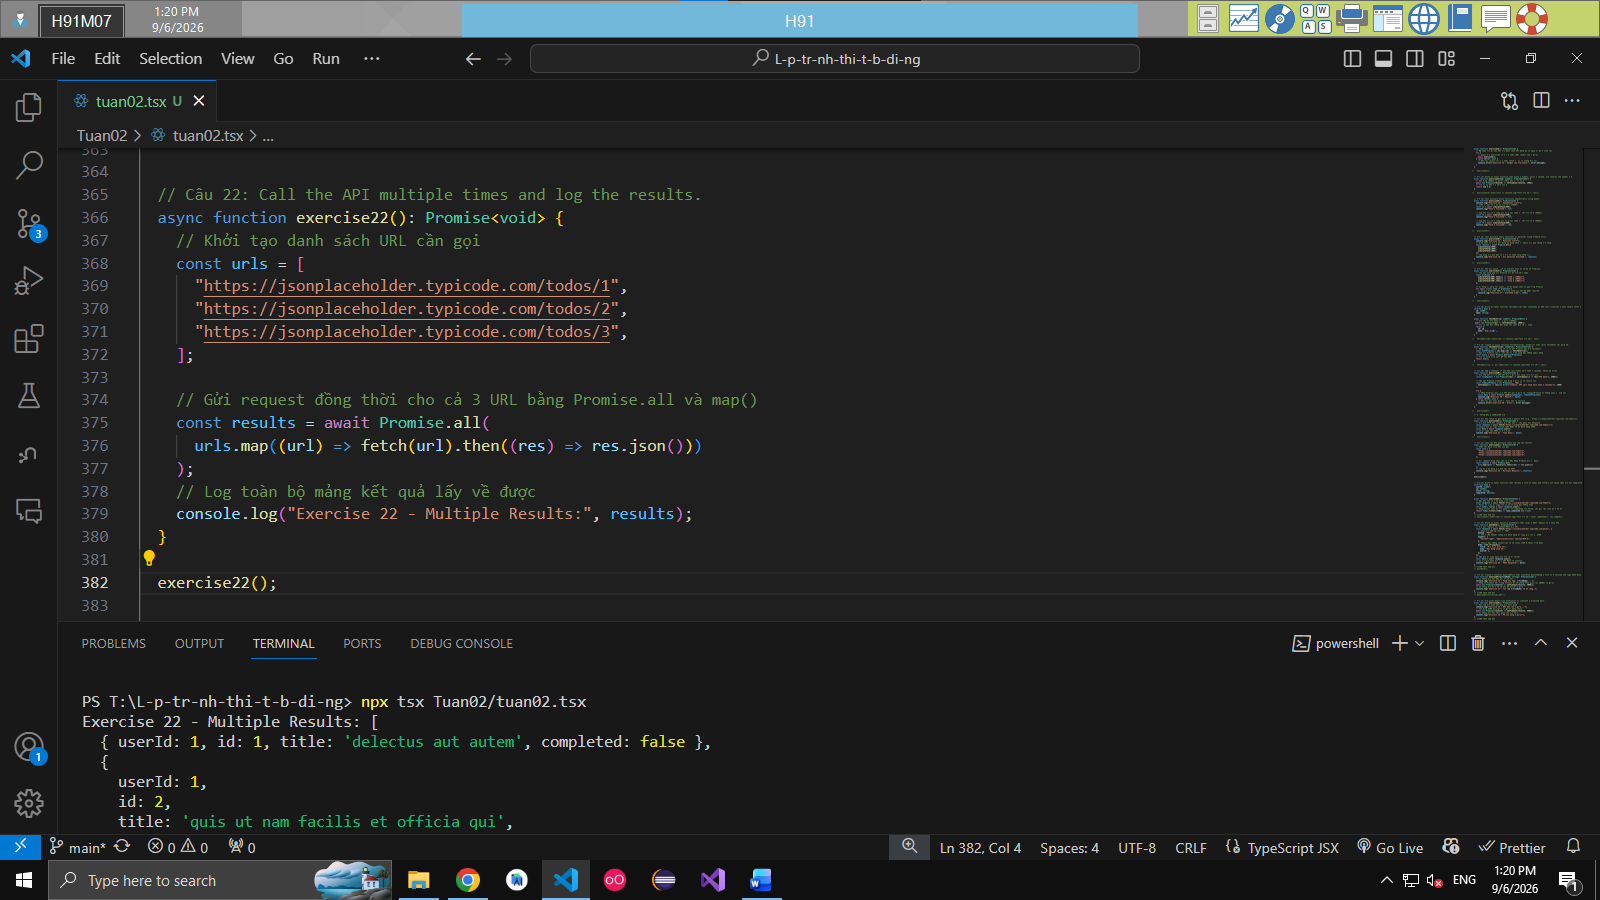 H91M07
1:20 PM
9/6/2026
H91
Q W
A S
File Edit Selection View Go Run ···
L-p-tr-nh-thi-t-b-di-ng
tuan02.tsx U
Tuan02 > tuan02.tsx > ...
363
364
365 // Câu 22: Call the API multiple times and log the results.
366 async function exercise22(): Promise<void> {
367 // Khởi tạo danh sách URL cần gọi
368 const urls = [
369 "https://jsonplaceholder.typicode.com/todos/1",
370 "https://jsonplaceholder.typicode.com/todos/2",
371 "https://jsonplaceholder.typicode.com/todos/3",
372 ];
373
374 // Gửi request đồng thời cho cả 3 URL bằng Promise.all và map()
375 const results = await Promise.all(
376 urls.map((url) => fetch(url).then((res) => res.json()))
377 );
378 // Log toàn bộ mảng kết quả lấy về được
379 console.log("Exercise 22 - Multiple Results:", results);
380 }
381
382 exercise22();
383
3
1
PROBLEMS OUTPUT TERMINAL PORTS DEBUG CONSOLE
powershell
PS T:\L-p-tr-nh-thi-t-b-di-ng> npx tsx Tuan02/tuan02.tsx
Exercise 22 - Multiple Results: [
{ userId: 1, id: 1, title: 'delectus aut autem', completed: false },
{
userId: 1,
id: 2,
title: 'quis ut nam facilis et officia qui',
main* 0 0 0
Ln 382, Col 4 Spaces: 4 UTF-8 CRLF TypeScript JSX Go Live Prettier
Type here to search
ENG
1:20 PM
9/6/2026
1